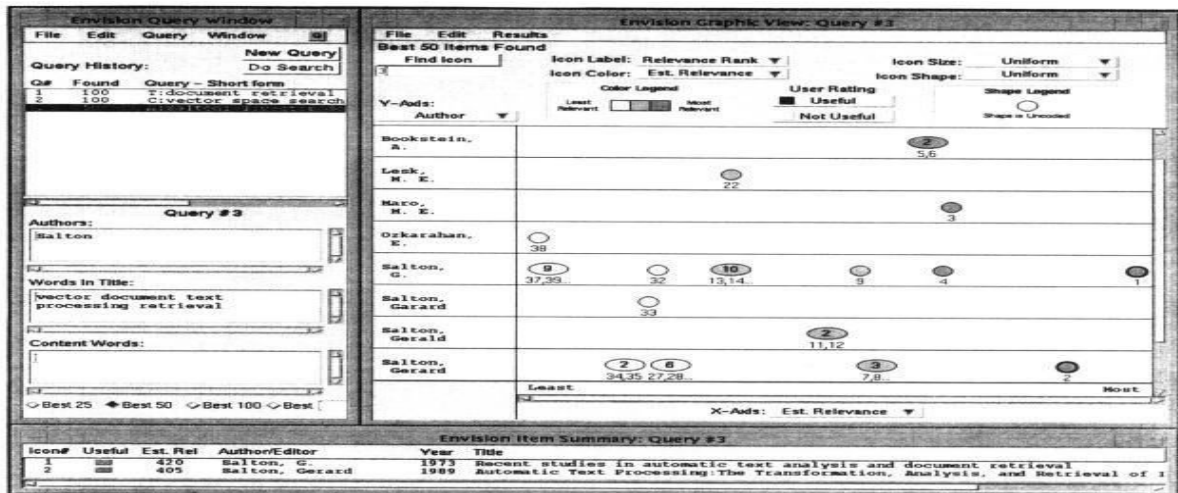 Envision Query Window
File Edit Query Window
New Query
Query History: Do Search
Q# Found Query - Short form
1 100 T:document retrieval
2 100 C:vector space search
Query #3
Authors:
Salton
Words In Title:
vector document text
processing retrieval
Content Words:
Best 25 Best 50 Best 100 Best
Envision Graphic View: Query #3
File Edit Results
Best 50 Items Found
Find Icon
3
Icon Label: Relevance Rank
Icon Size: Uniform
Icon Color: Est. Relevance
Icon Shape: Uniform
Y-Axis:
Author
Color Legend
Least Relevant
Most Relevant
User Rating
Useful
Not Useful
Shape Legend
Shape is Uncoded
Bookstein, A.
2
5,6
Lesk, M. E.
22
Maro, M. E.
3
Ozkarahan, E.
38
Salton, G.
9 10
37,39.. 32 13,14.. 9 4 1
Salton, Garard
33
Salton, Gerald
2
11,12
Salton, Gerard
2 6 3
34,35 27,28.. 7,8.. 2
Least Most
X-Axis: Est. Relevance
Envision Item Summary: Query #3
Icon# Useful Est. Rel Author/Editor Year Title
1 420 Salton, G. 1973 Recent studies in automatic text analysis and document retrieval
2 405 Salton, Gerard 1989 Automatic Text Processing:The Transformation, Analysis, and Retrieval of I